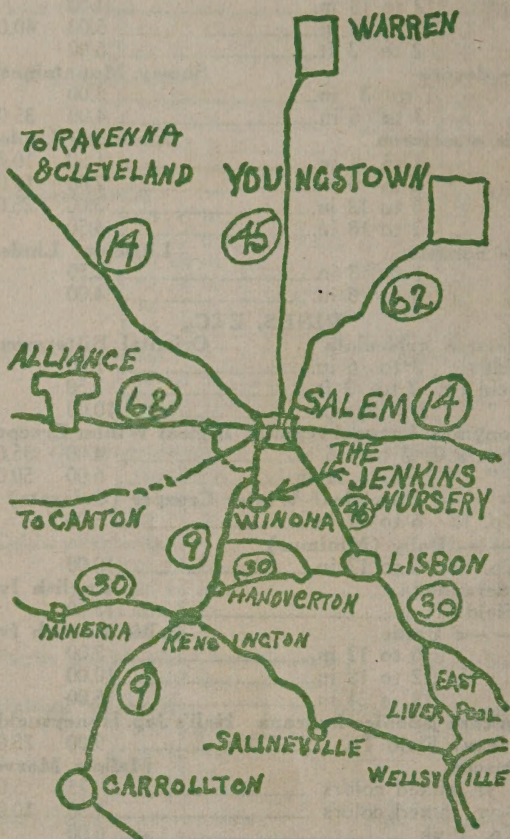 WARREN
TO RAVENNA
& CLEVELAND
YOUNGSTOWN
14
45
62
ALLIANCE
62
SALEM 14
THE
JENKINS
NURSERY
TO CANTON
WINONA
46
9
30
LISBON
HANOVERTON
30
30
MINERVA
KENSINGTON
EAST
LIVERPOOL
9
SALINEVILLE
WELLSVILLE
CARROLLTON